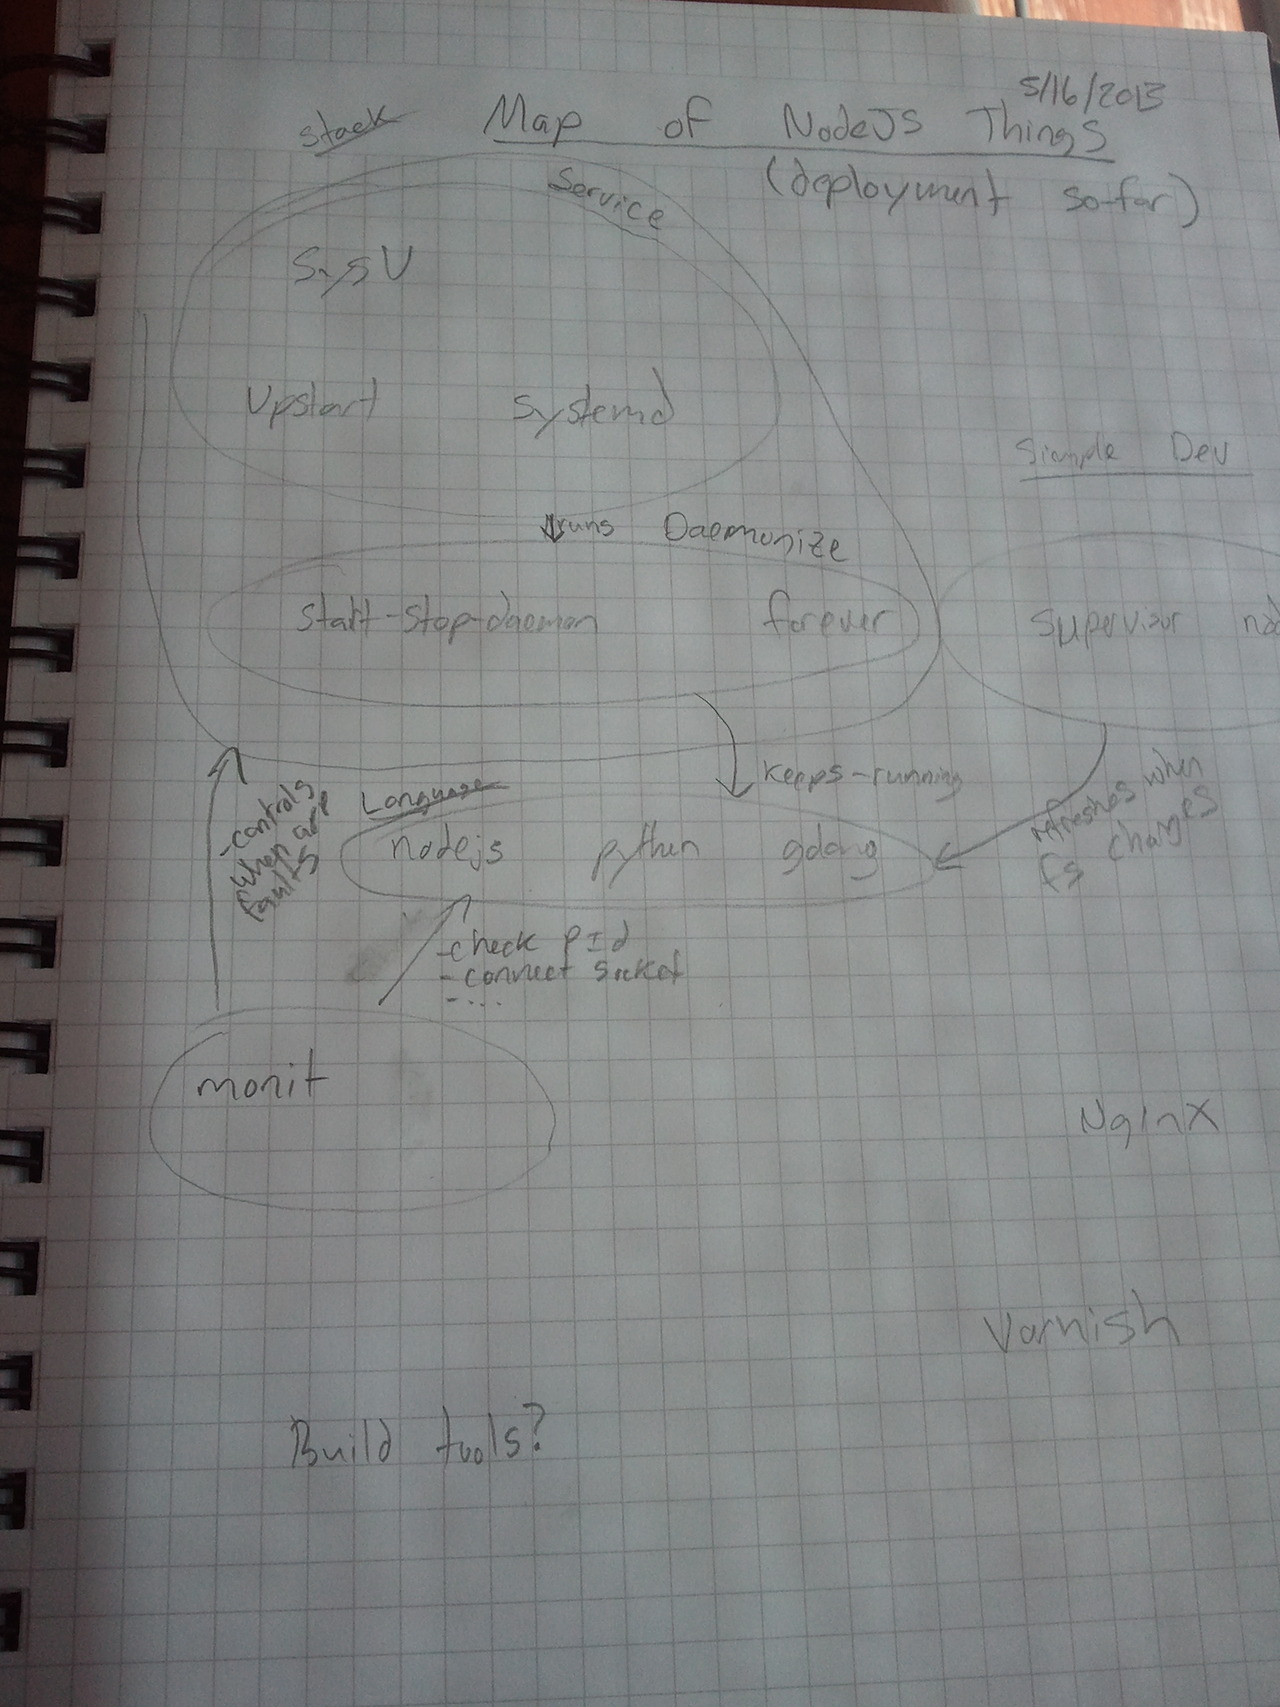 5/16/2013
Stack Map of NodeJS Things
(deployment so-far)
Service
SysV
Upstart systemd
Simple Dev
runs Daemonize
start-stop-daemon forever supervisor
keeps-running
refreshes when
fs changes
-controls
when app
faults
Language
nodejs python golang
-check pId
-connect socket
-....
monit
Nginx
Varnish
Build tools?